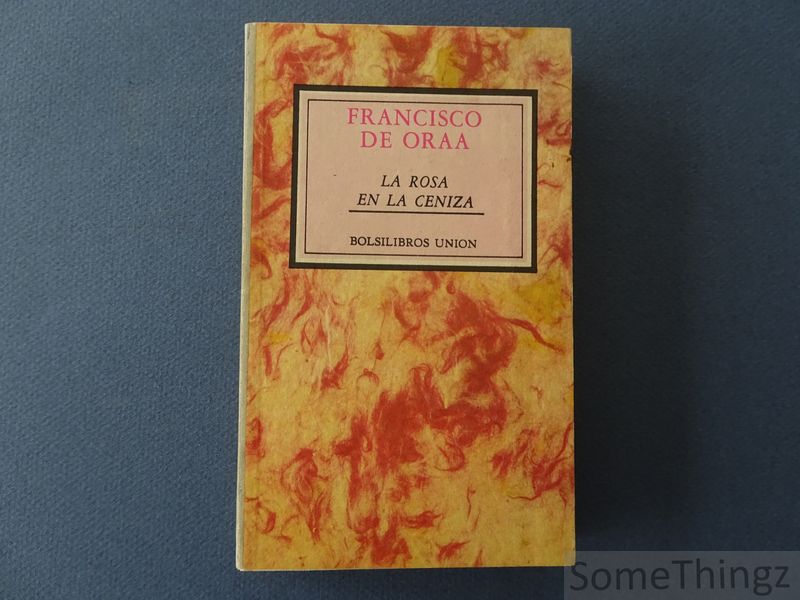 FRANCISCO
DE ORAA
LA ROSA
EN LA CENIZA
BOLSILIBROS UNION
SomeThingz